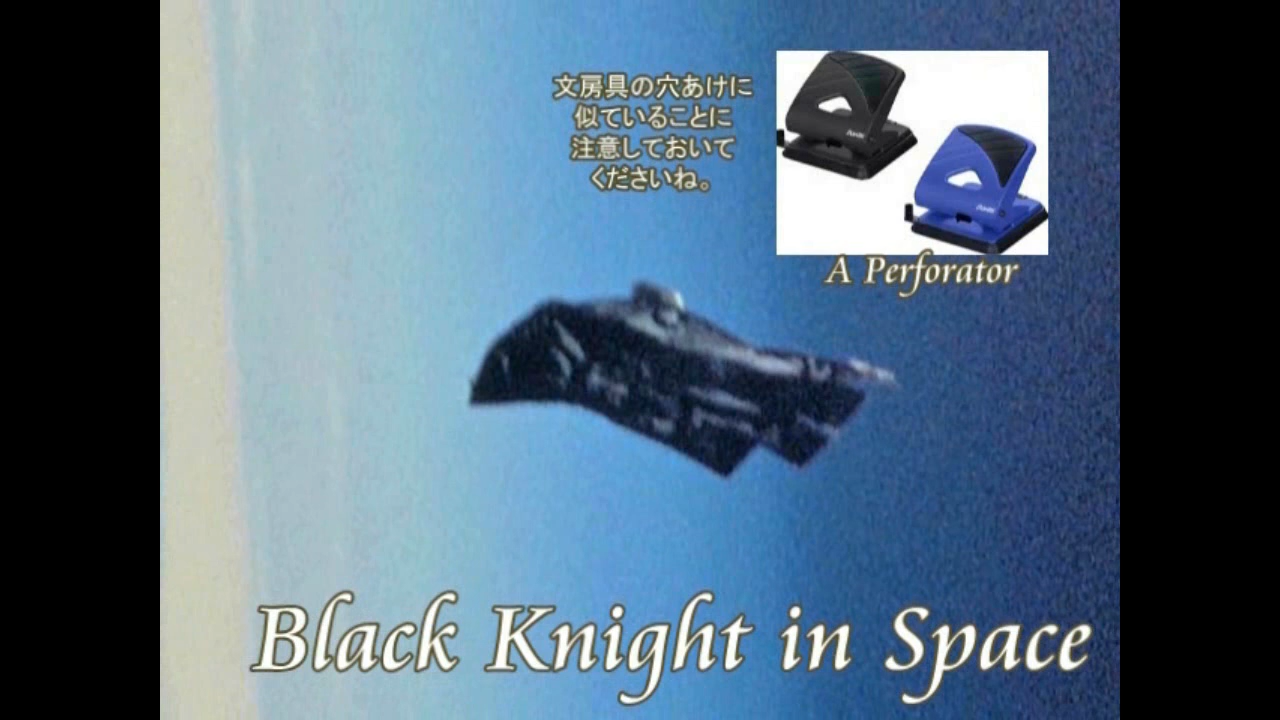 文房具の穴あけに
似ていることに
注意しておいて
くださいね。
A Perforator
Black Knight in Space